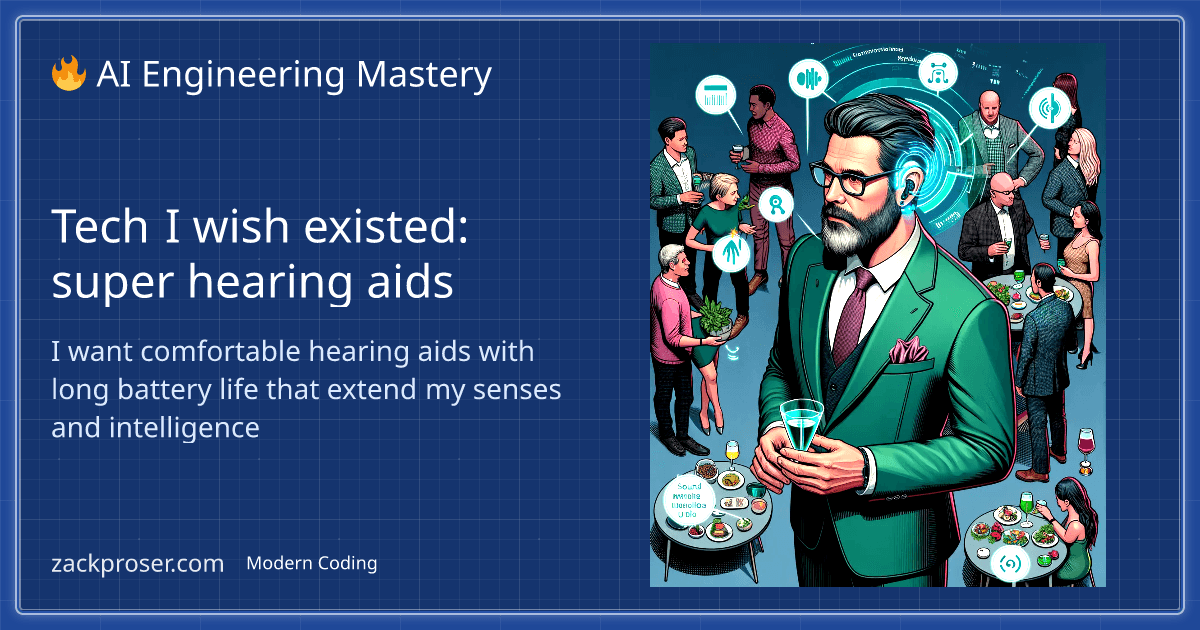 🔥 AI Engineering Mastery
Tech I wish existed:
super hearing aids
I want comfortable hearing aids with
long battery life that extend my senses
and intelligence
zackproser.com Modern Coding
Sound